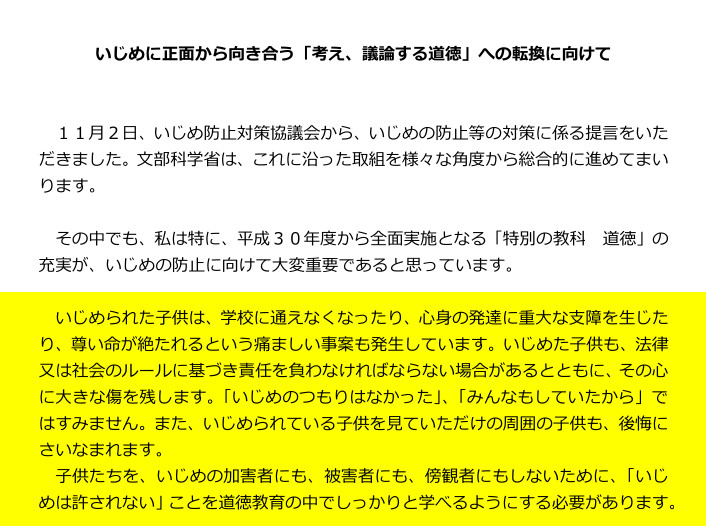 いじめに正面から向き合う「考え、議論する道徳」への転換に向けて
１１月２日、いじめ防止対策協議会から、いじめの防止等の対策に係る提言をいた
だきました。文部科学省は、これに沿った取組を様々な角度から総合的に進めてまい
ります。
その中でも、私は特に、平成３０年度から全面実施となる「特別の教科　道徳」の
充実が、いじめの防止に向けて大変重要であると思っています。
いじめられた子供は、学校に通えなくなったり、心身の発達に重大な支障を生じた
り、尊い命が絶たれるという痛ましい事案も発生しています。いじめた子供も、法律
又は社会のルールに基づき責任を負わなければならない場合があるとともに、その心
に大きな傷を残します。「いじめのつもりはなかった」、「みんなもしていたから」で
はすみません。また、いじめられている子供を見ていただけの周囲の子供も、後悔に
さいなまれます。
子供たちを、いじめの加害者にも、被害者にも、傍観者にもしないために、「いじ
めは許されない」ことを道徳教育の中でしっかりと学べるようにする必要があります。